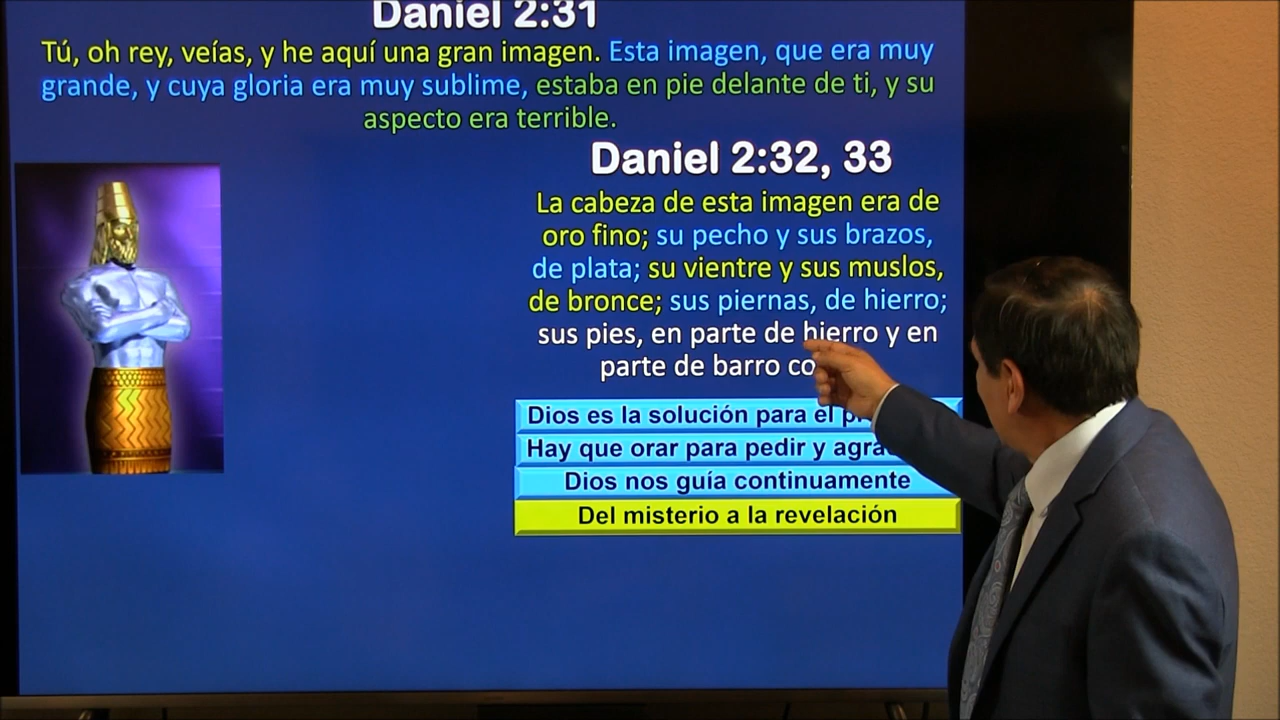 Daniel 2:31
Tú, oh rey, veías, y he aquí una gran imagen. Esta imagen, que era muy
grande, y cuya gloria era muy sublime, estaba en pie delante de ti, y su
aspecto era terrible.
Daniel 2:32, 33
La cabeza de esta imagen era de
oro fino; su pecho y sus brazos,
de plata; su vientre y sus muslos,
de bronce; sus piernas, de hierro;
sus pies, en parte de hierro y en
parte de barro
Dios es la solución para el
Hay que orar para pedir y
Dios nos guía continuamente
Del misterio a la revelación